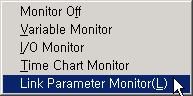 Monitor Off
Variable Monitor
I/O Monitor
Time Chart Monitor
Link Parameter Monitor(L)